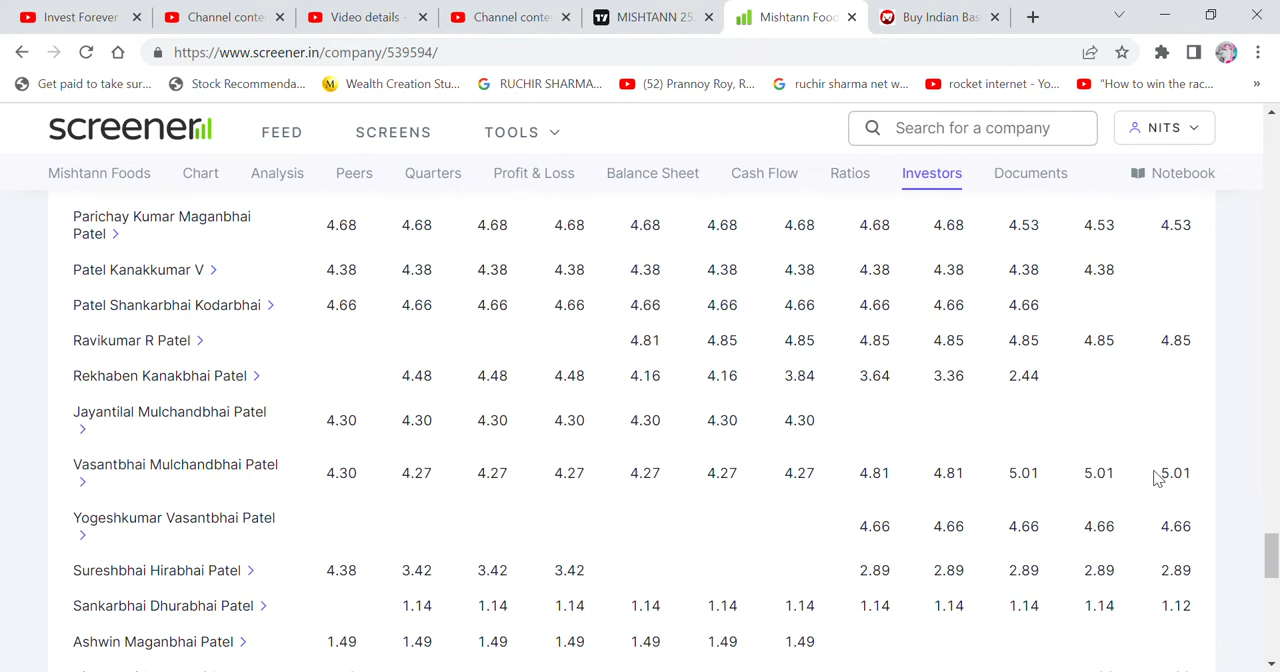 Invest Forever
Channel conte
Video details -
Channel conte
MISHTANN 25.
Mishtann Food
Buy Indian Bas
https://www.screener.in/company/539594/
Get paid to take sur...
Stock Recommenda...
Wealth Creation Stu...
RUCHIR SHARMA...
(52) Prannoy Roy, R...
ruchir sharma net w...
rocket internet - Yo...
"How to win the rac...
»
screener
FEED
SCREENS
TOOLS
Search for a company
NITS
Mishtann Foods
Chart
Analysis
Peers
Quarters
Profit & Loss
Balance Sheet
Cash Flow
Ratios
Investors
Documents
Notebook
Parichay Kumar Maganbhai
Patel 4.68 4.68 4.68 4.68 4.68 4.68 4.68 4.68 4.68 4.53 4.53 4.53
Patel Kanakkumar V 4.38 4.38 4.38 4.38 4.38 4.38 4.38 4.38 4.38 4.38 4.38
Patel Shankarbhai Kodarbhai 4.66 4.66 4.66 4.66 4.66 4.66 4.66 4.66 4.66 4.66
Ravikumar R Patel 4.81 4.85 4.85 4.85 4.85 4.85 4.85 4.85
Rekhaben Kanakbhai Patel 4.48 4.48 4.48 4.16 4.16 3.84 3.64 3.36 2.44
Jayantilal Mulchandbhai Patel 4.30 4.30 4.30 4.30 4.30 4.30 4.30
Vasantbhai Mulchandbhai Patel 4.30 4.27 4.27 4.27 4.27 4.27 4.27 4.81 4.81 5.01 5.01 5.01
Yogeshkumar Vasantbhai Patel 4.66 4.66 4.66 4.66 4.66
Sureshbhai Hirabhai Patel 4.38 3.42 3.42 3.42 2.89 2.89 2.89 2.89 2.89
Sankarbhai Dhurabhai Patel 1.14 1.14 1.14 1.14 1.14 1.14 1.14 1.14 1.14 1.14 1.12
Ashwin Maganbhai Patel 1.49 1.49 1.49 1.49 1.49 1.49 1.49